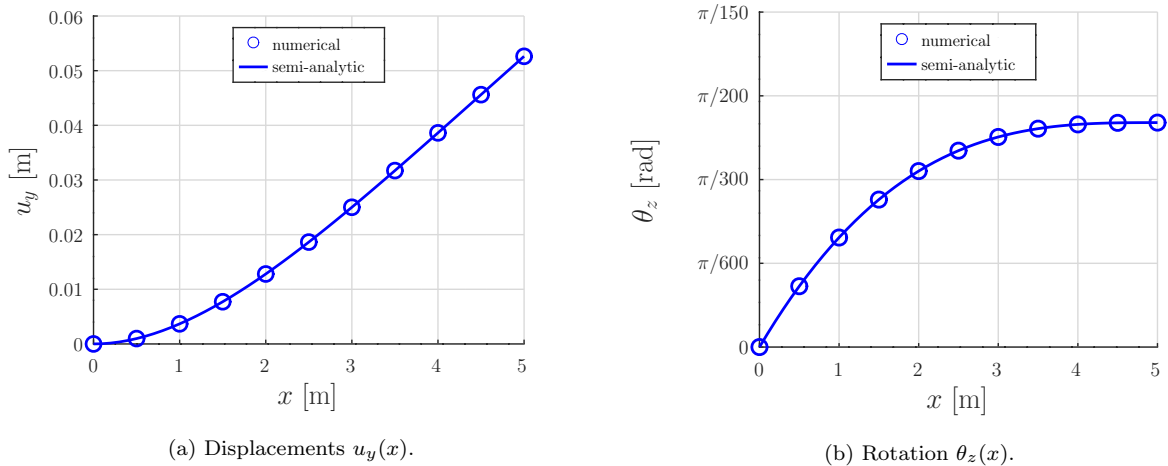 0.06
0.05
0.04
0.03
0.02
0.01
0
0 1 2 3 4 5
u_y [m]
x [m]
numerical
semi-analytic
(a) Displacements u_y(x).
π/150
π/200
π/300
π/600
0
0 1 2 3 4 5
θ_z [rad]
x [m]
numerical
semi-analytic
(b) Rotation θ_z(x).